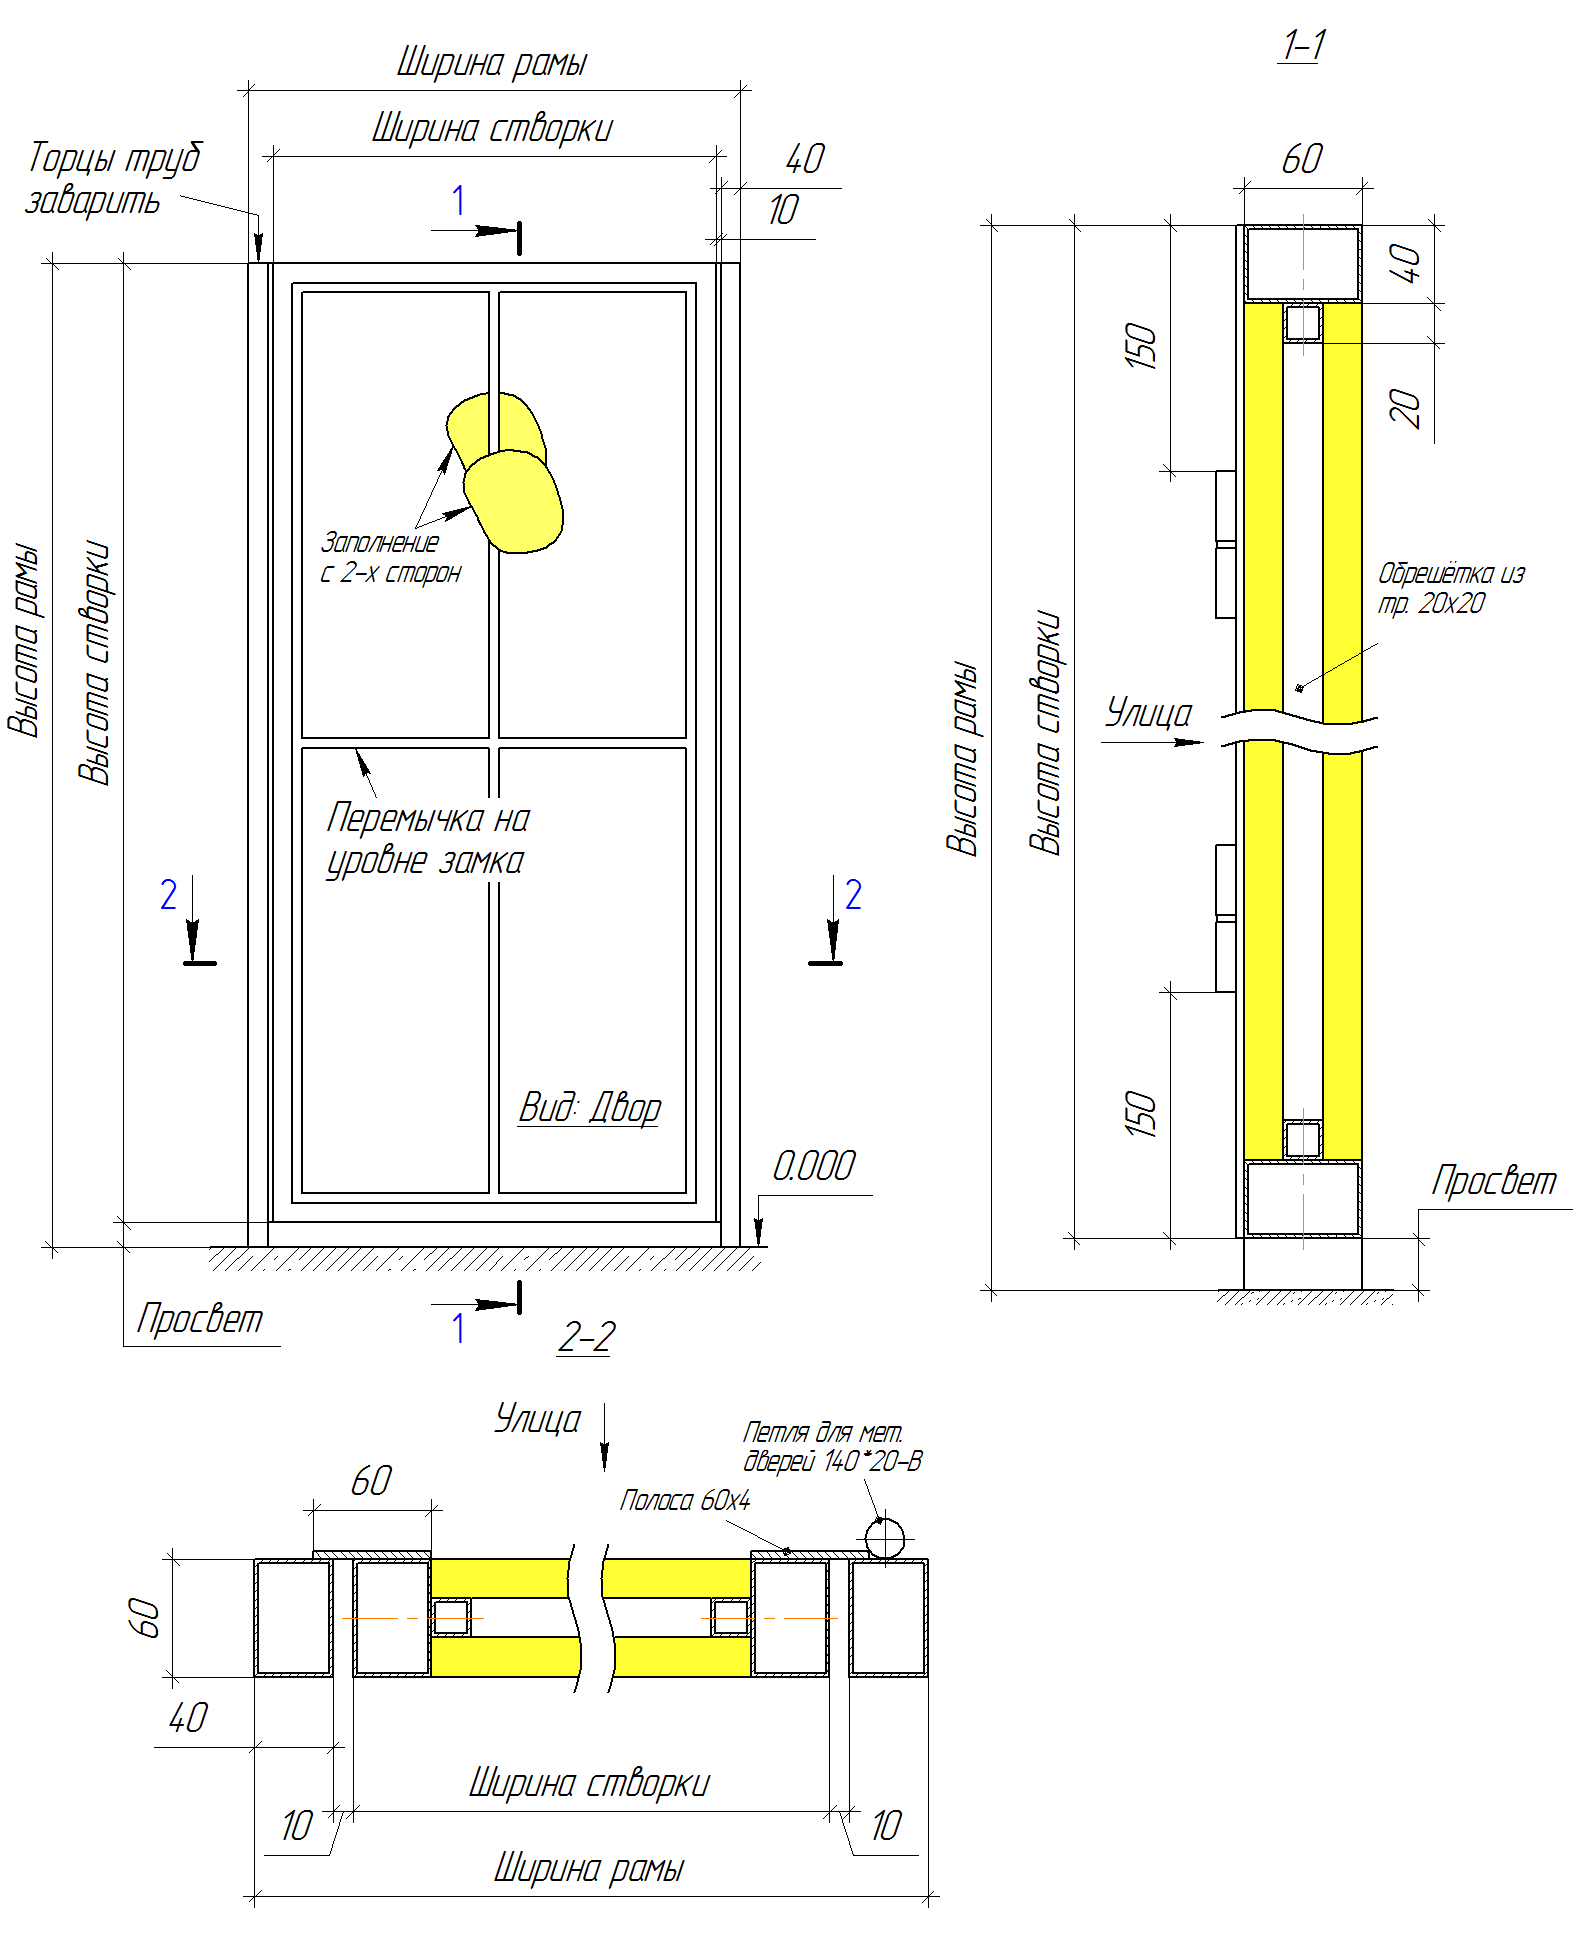 Ширина рамы
Ширина створки
40
10
Торцы труб
заварить
1
Высота рамы
Высота створки
Заполнение
с 2-х сторон
Перемычка на
уровне замка
2
2
Вид: Двор
0.000
Просвет
1
1-1
60
40
20
150
Обрешётка из
тр. 20х20
Улица
Высота рамы
Высота створки
150
Просвет
2-2
Улица
Петля для мет.
дверей 140*20-В
Полоса 60х4
60
60
40
10
Ширина створки
10
Ширина рамы